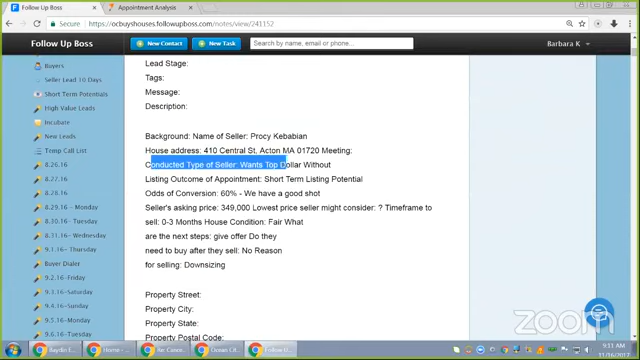 Follow Up Boss
Appointment Analysis
Secure
https://ocbuyshouses.followupboss.com/notes/view/241152
Follow Up Boss
New Contact
New Task
Search by name, email or phone...
Barbara K
Buyers
Seller Lead 10 Days
Short Term Potentials
High Value Leads
Incubate
New Leads
Temp Call List
8.26.16
8.28.16
8.29.16
8.30.16- Tuesday
8.31.16- Wednesday
9.1.16- Thursday
Buyer Dialer
9.2.16-Friday
9.3.16-Saturday
9.4.16-Sunday
9.5.16-Monday
9.6.16-Tuesday
Lead Stage:
Tags:
Message:
Description:
Background: Name of Seller: Procy Kebabian
House address: 410 Central St, Acton MA 01720 Meeting:
Conducted Type of Seller: Wants Top Dollar Without
Listing Outcome of Appointment: Short Term Listing Potential
Odds of Conversion: 60% - We have a good shot
Seller's asking price: 349,000 Lowest price seller might consider: ? Timeframe to
sell: 0-3 Months House Condition: Fair What
are the next steps: give offer Do they
need to buy after they sell: No Reason
for selling: Downsizing
Property Street:
Property City:
Property State:
Property Postal Code:
zoom
Home -
Re: Canon
Ocean Cit
Follow U
9:11 AM